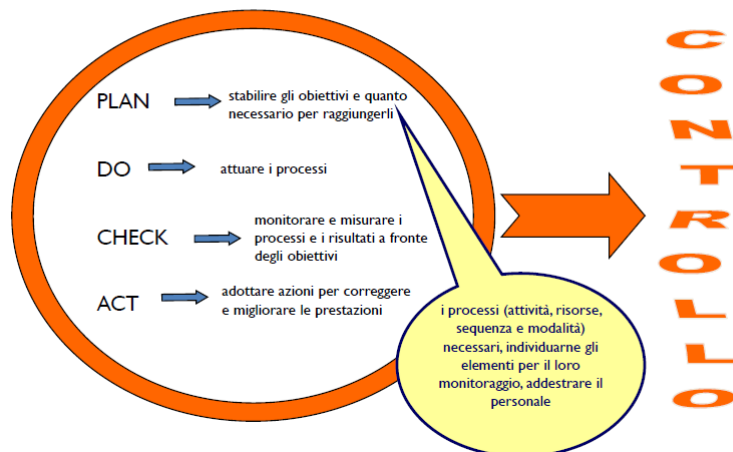 PLAN
stabilire gli obiettivi e quanto
necessario per raggiungerli
DO
attuare i processi
CHECK
monitorare e misurare i
processi e i risultati a fronte
degli obiettivi
ACT
adottare azioni per correggere
e migliorare le prestazioni
i processi (attività, risorse,
sequenza e modalità)
necessari, individuarne gli
elementi per il loro
monitoraggio, addestrare il
personale
CONTROLLO